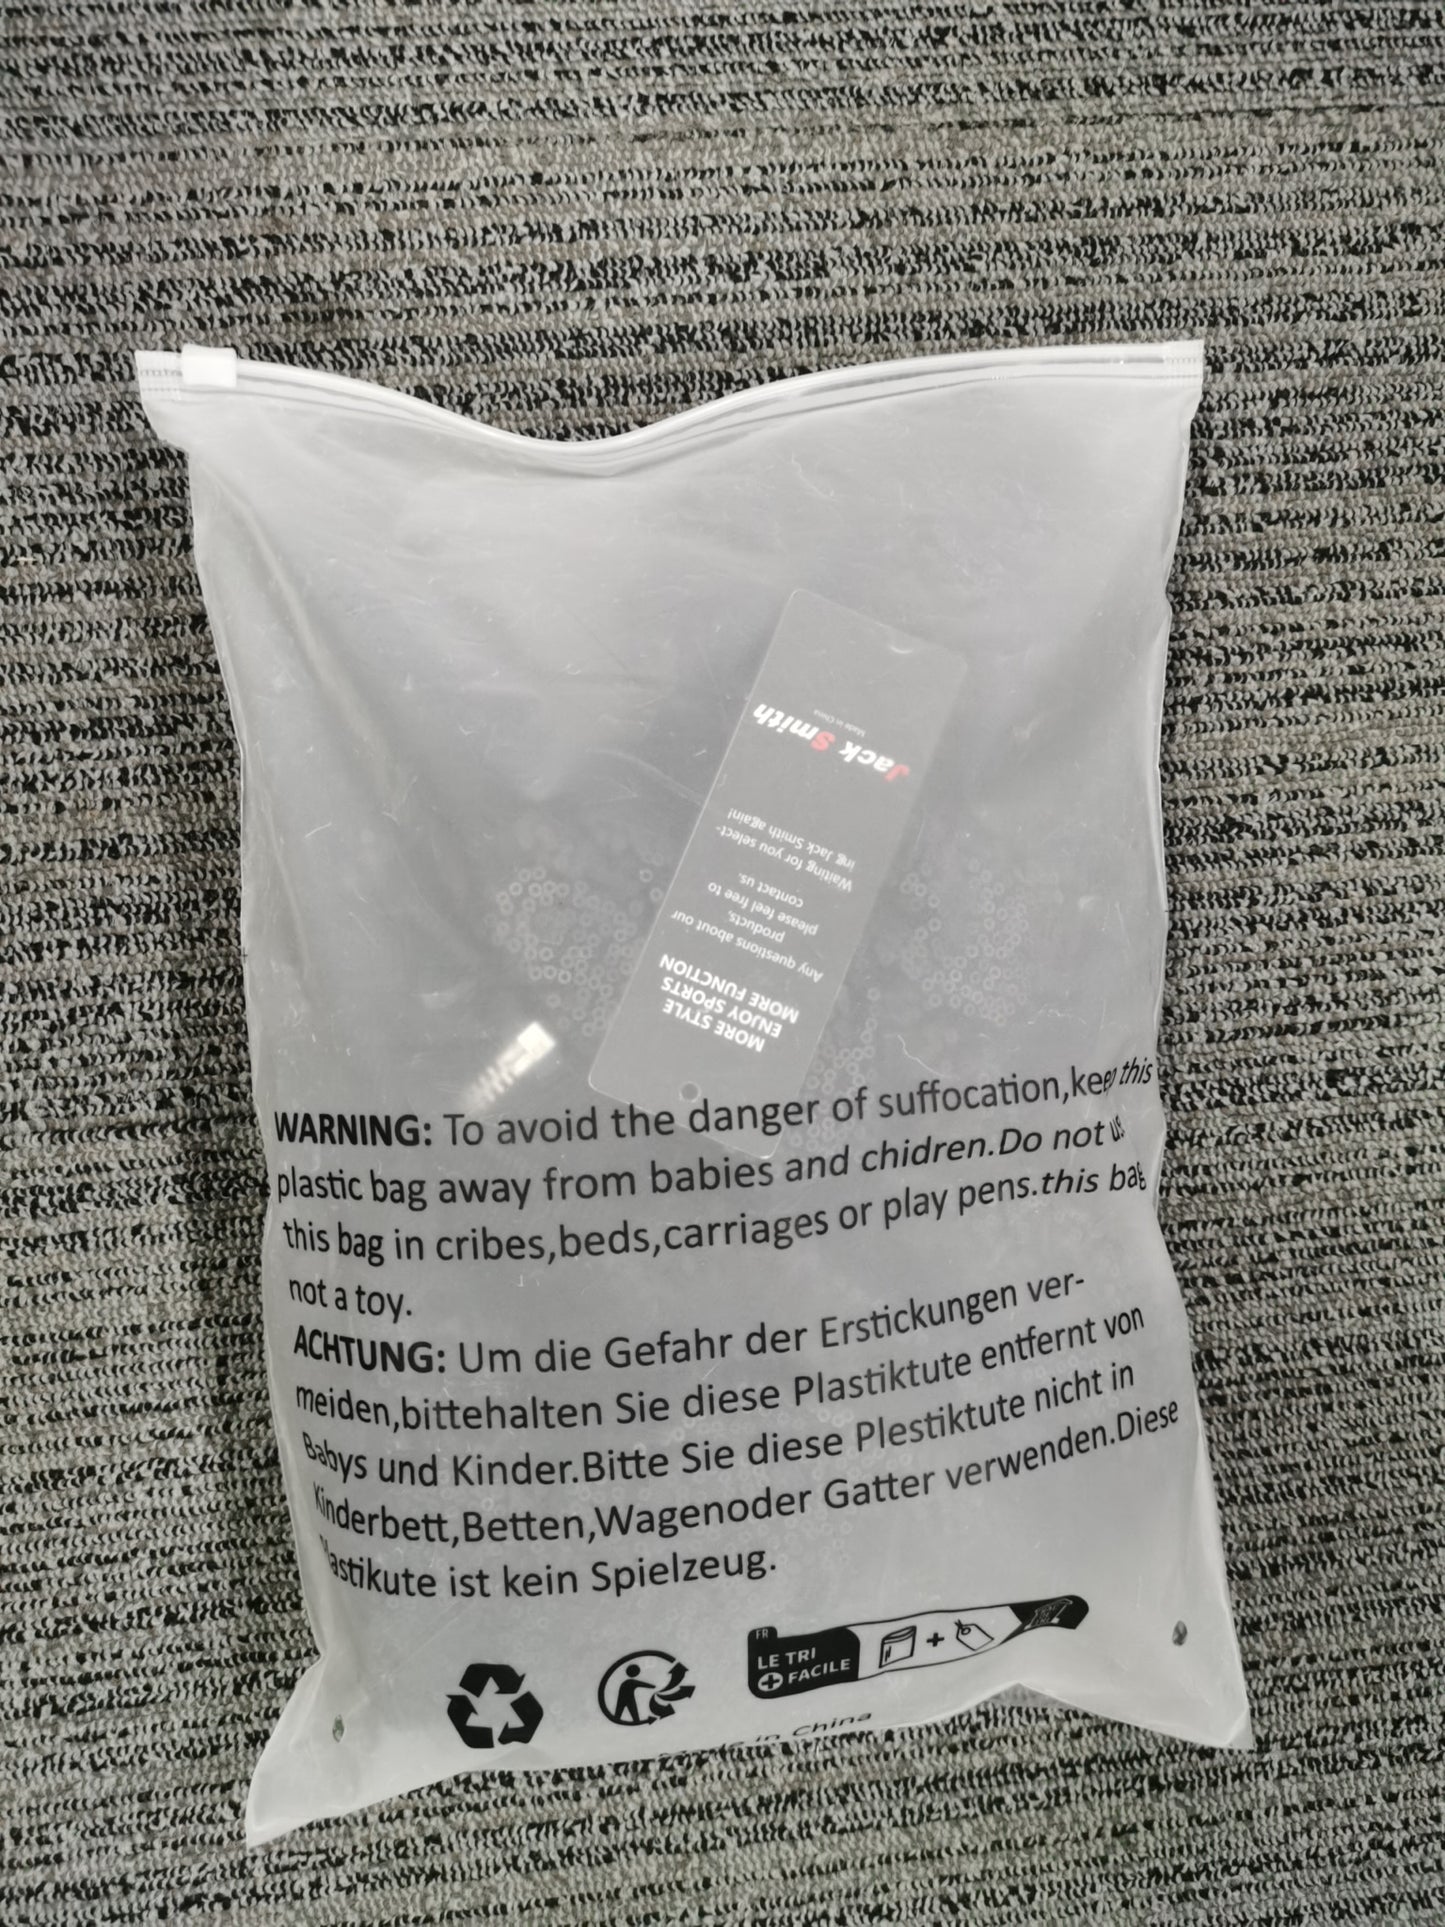 Jack Smith
Made in China
Waiting for you select-
ing Jack Smith again!
Any questions about our
products,
please feel free to
contact us.
MORE STYLE
ENJOY SPORTS
MORE FUNCTION
WARNING: To avoid the danger of suffocation,keep this
plastic bag away from babies and chidren.Do not
this bag in cribes,beds,carriages or play pens.this bag
not a toy.
ACHTUNG: Um die Gefahr der Erstickungen ver-
meiden,bittehalten Sie diese Plastiktute entfernt von
Babys und Kinder.Bitte Sie diese Plestiktute nicht in
Kinderbett,Betten,Wagenoder Gatter verwenden.Diese
Plastikute ist kein Spielzeug.
FR
LE TRI
+ FACILE
+
in China